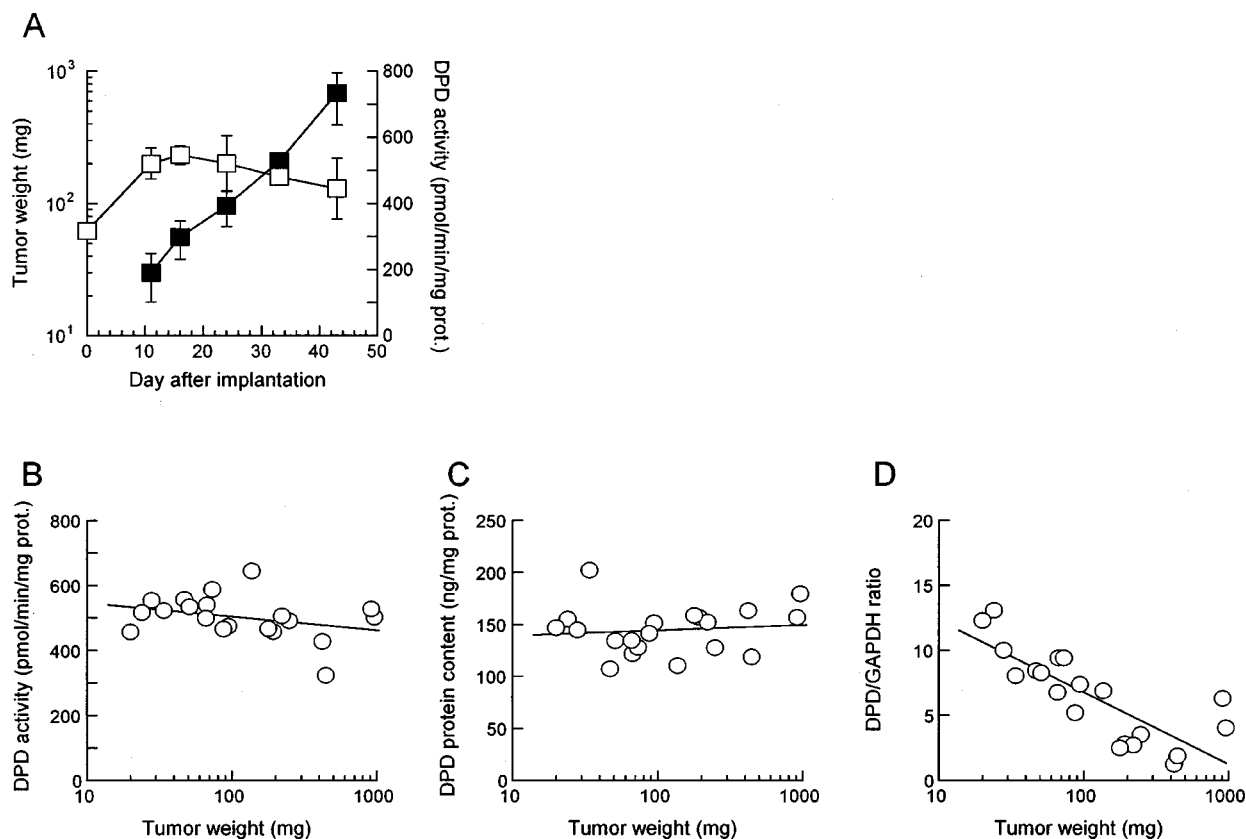 A
10³
10²
10¹
Tumor weight (mg)
800
600
400
200
0
DPD activity (pmol/min/mg prot.)
0 10 20 30 40 50
Day after implantation
B
800
600
400
200
0
DPD activity (pmol/min/mg prot.)
10 100 1000
Tumor weight (mg)
C
250
200
150
100
50
0
DPD protein content (ng/mg prot.)
10 100 1000
Tumor weight (mg)
D
20
15
10
5
0
DPD/GAPDH ratio
10 100 1000
Tumor weight (mg)